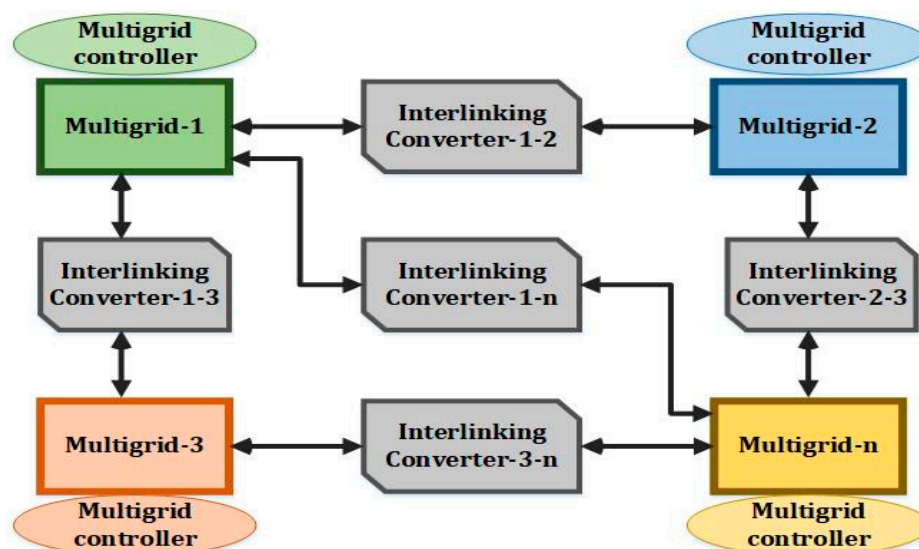 Multigrid
controller
Multigrid
controller
Multigrid-1
Interlinking
Converter-1-2
Multigrid-2
Interlinking
Converter-1-3
Interlinking
Converter-1-n
Interlinking
Converter-2-3
Multigrid-3
Interlinking
Converter-3-n
Multigrid-n
Multigrid
controller
Multigrid
controller